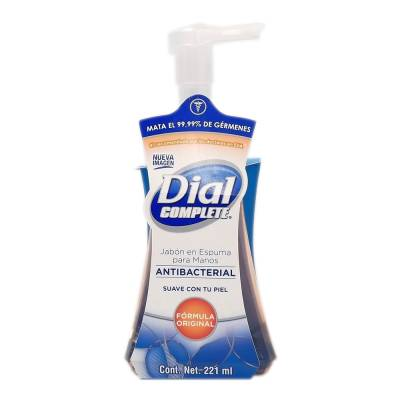 MATA EL 99.99% DE GÉRMENES
NUEVA
IMAGEN
Dial
COMPLETE®
Jabón en Espuma
para Manos
ANTIBACTERIAL
SUAVE CON TU PIEL
FÓRMULA
ORIGINAL
Cont. Net. 221 ml